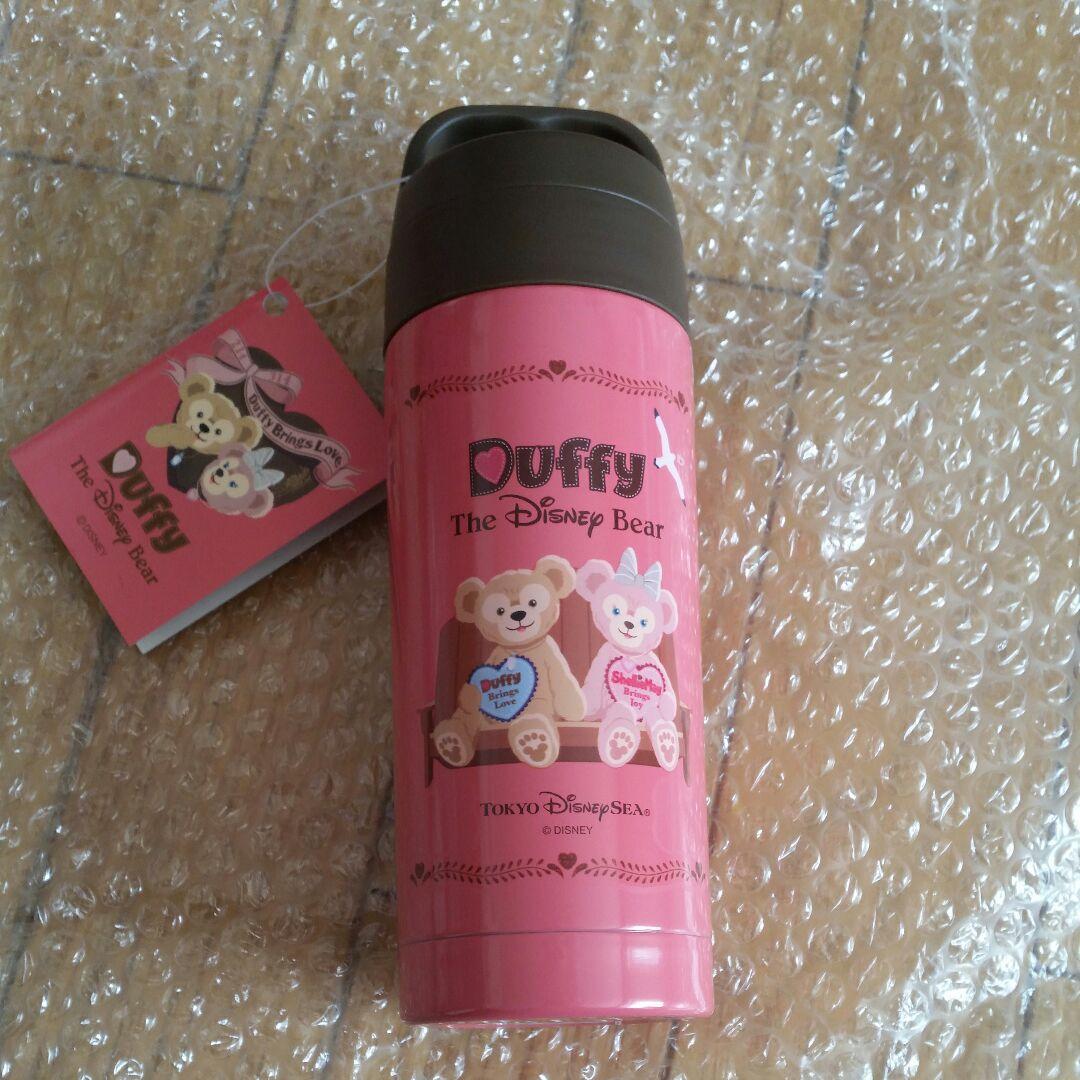 Duffy Brings Love
Duffy
The Disney Bear
© DISNEY
Duffy
The Disney Bear
Duffy
Brings
Love
ShellieMay
Brings
Joy
TOKYO DISNEYSEA®
© DISNEY